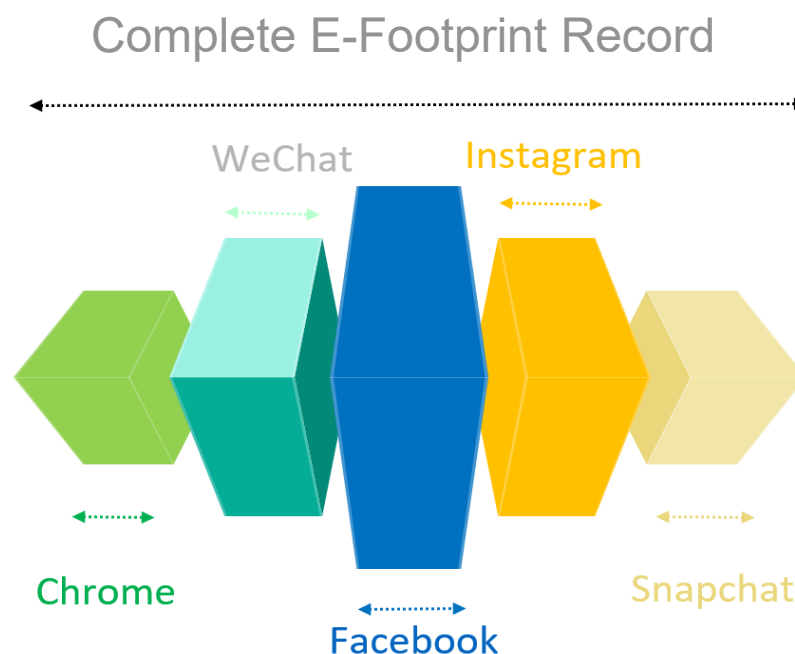 Complete E-Footprint Record
WeChat
Instagram
Chrome
Snapchat
Facebook